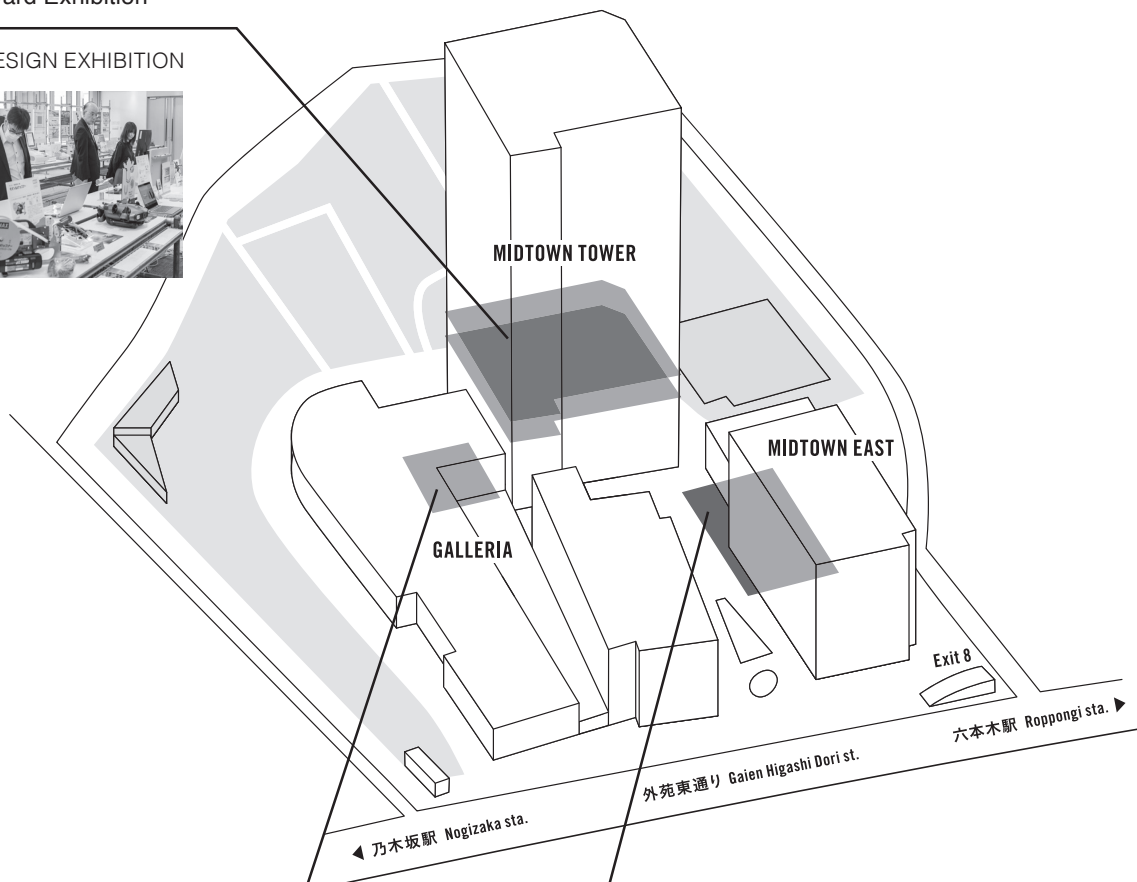 ard Exhibition
ESIGN EXHIBITION
MIDTOWN TOWER
MIDTOWN EAST
GALLERIA
Exit 8
六本木駅 Roppongi sta. ▶
外苑東通り Gaien Higashi Dori st.
◀ 乃木坂駅 Nogizaka sta.